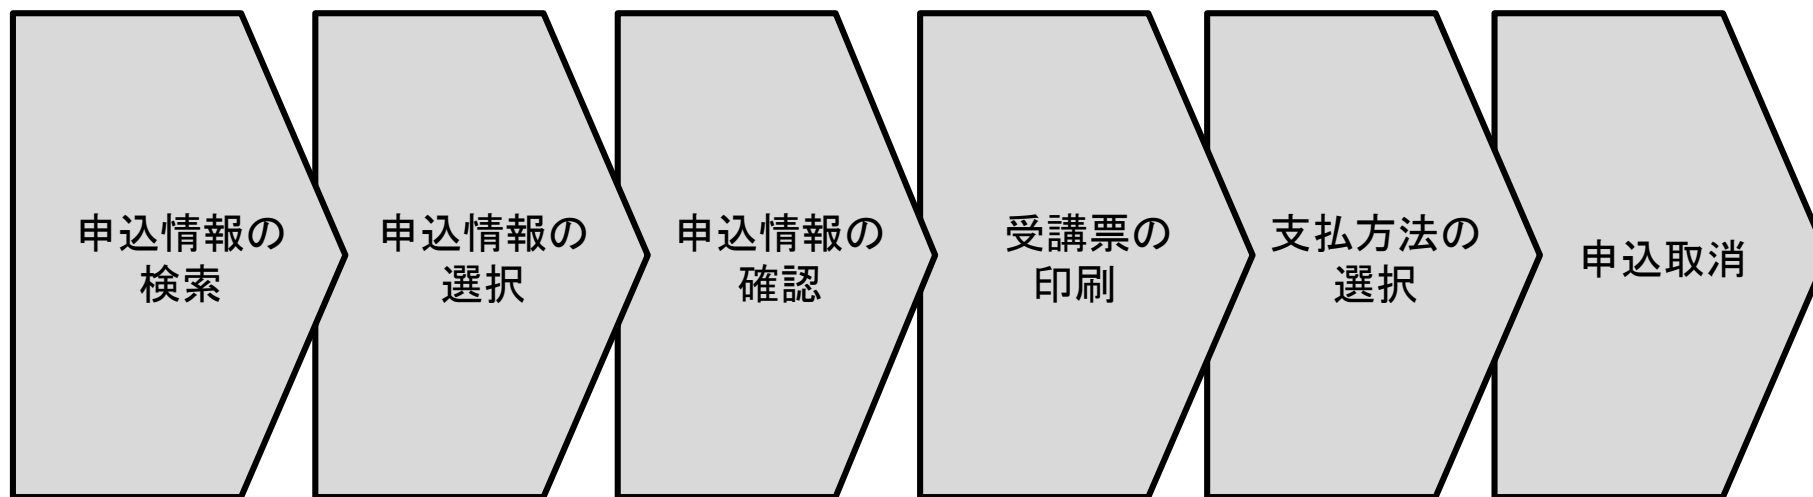 申込情報の
検索
申込情報の
選択
申込情報の
確認
受講票の
印刷
支払方法の
選択
申込取消